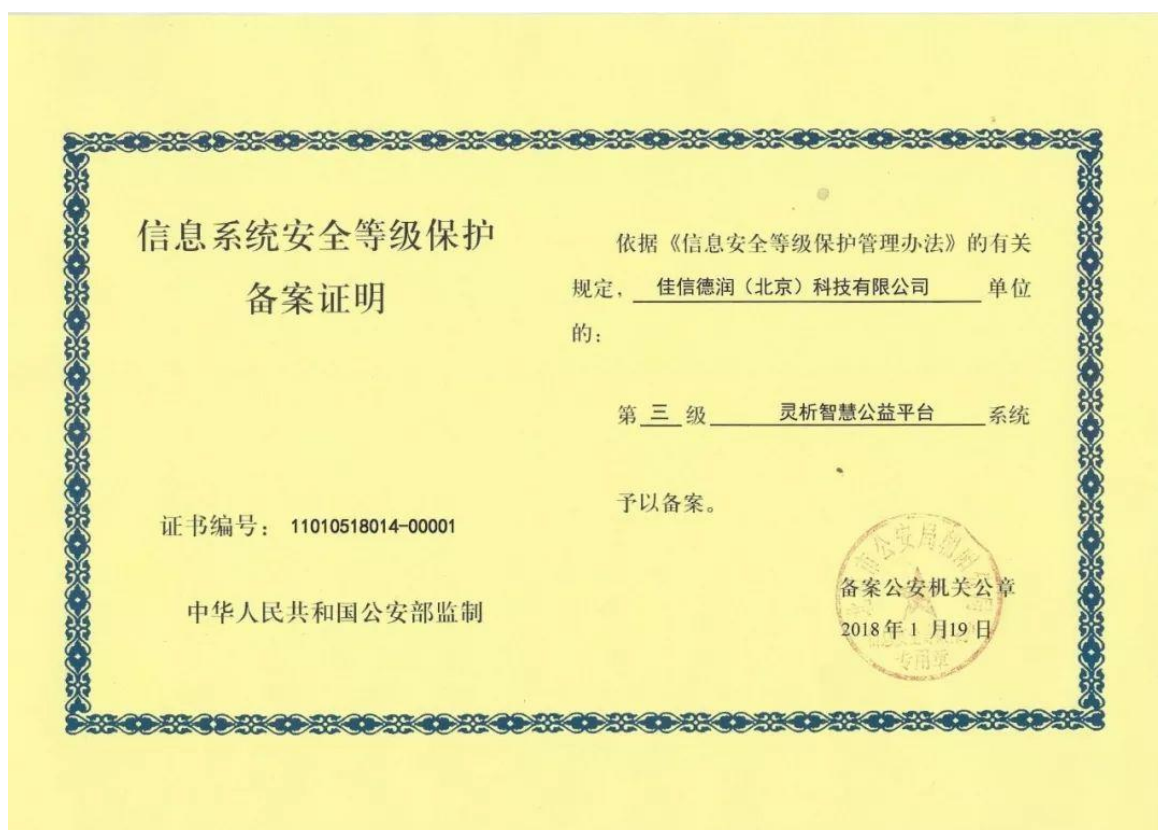 信息系统安全等级保护
备案证明
证书编号：11010518014-00001
中华人民共和国公安部监制
依据《信息安全等级保护管理办法》的有关
规定，佳信德润（北京）科技有限公司 单位
的：
第 三 级 灵析智慧公益平台 系统
予以备案。
备案公安机关公章
2018年1月19日
专用章